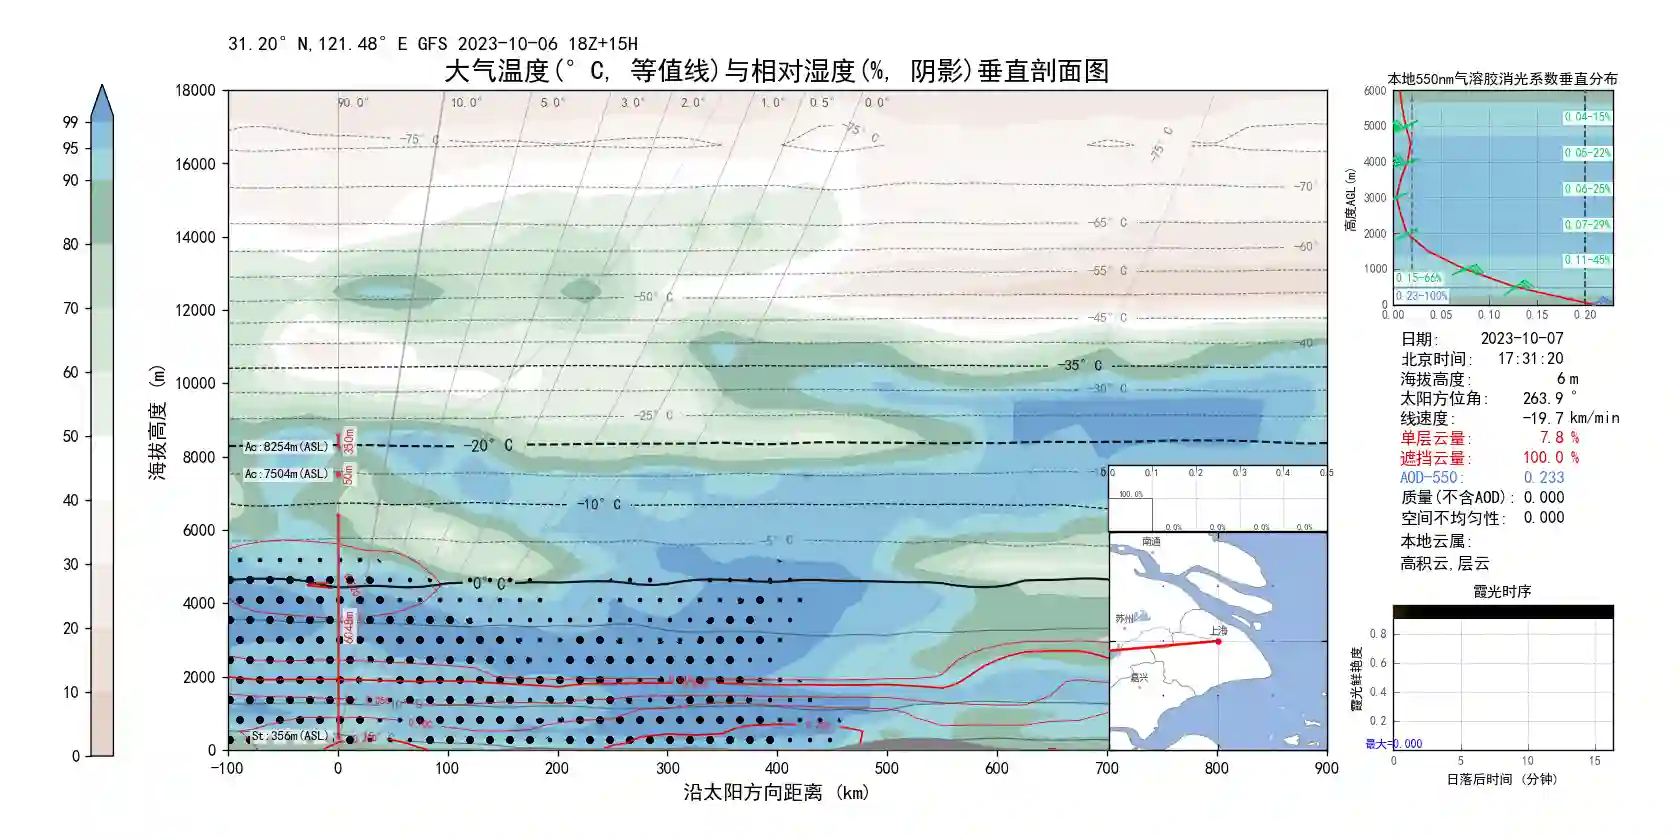 31.20° N,121.48° E GFS 2023-10-06 18Z+15H
大气温度(° C, 等值线)与相对湿度(%, 阴影)垂直剖面图
99
95
90
80
70
60
50
40
30
20
10
0
海拔高度 (m)
18000
16000
14000
12000
10000
8000
6000
4000
2000
0
90.0° 10.0° 5.0° 3.0° 2.0° 1.0° 0.5° 0.0°
-75° C
-75° C
-75° C
-70°
-65° C
-60°
-55° C
-50° C
-45° C
-40
-35° C
-30° C
-25° C
-20° C
-10° C
-5° C
0° C
Ac:8254m(ASL)
350m
Ac:7504m(ASL)
50m
6048m
St:356m(ASL)
0.100
-100 0 100 200 300 400 500 600 700 800 900
沿太阳方向距离 (km)
0.0 0.1 0.2 0.3 0.4 0.5
100.0%
0.0% 0.0% 0.0% 0.0%
南通
苏州
上海
嘉兴
本地550nm气溶胶消光系数垂直分布
高度AGL(m)
6000
5000
4000
3000
2000
1000
0
0.04-15%
0.05-22%
0.06-25%
0.07-29%
0.11-45%
0.15-66%
0.23-100%
0.00 0.05 0.10 0.15 0.20
日期: 2023-10-07
北京时间: 17:31:20
海拔高度: 6 m
太阳方位角: 263.9 °
线速度: -19.7 km/min
单层云量: 7.8 %
遮挡云量: 100.0 %
AOD-550: 0.233
质量(不含AOD): 0.000
空间不均匀性: 0.000
本地云属:
高积云,层云
霞光时序
霞光鲜艳度
0.8
0.6
0.4
0.2
最大=0.000
0 5 10 15
日落后时间 (分钟)